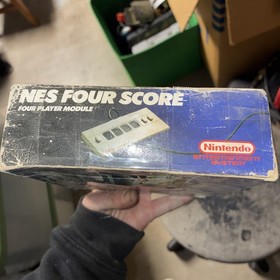 NES FOUR SCORE
FOUR PLAYER MODULE
Nintendo
ENTERTAINMENT
SYSTEM